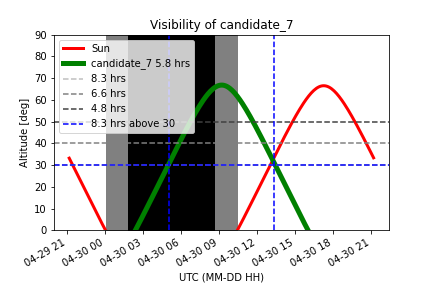 Visibility of candidate_7
Altitude [deg]
90
80
70
60
50
40
30
20
10
0
Sun
candidate_7 5.8 hrs
8.3 hrs
6.6 hrs
4.8 hrs
8.3 hrs above 30
04-29 21
04-30 00
04-30 03
04-30 06
04-30 09
04-30 12
04-30 15
04-30 18
04-30 21
UTC (MM-DD HH)